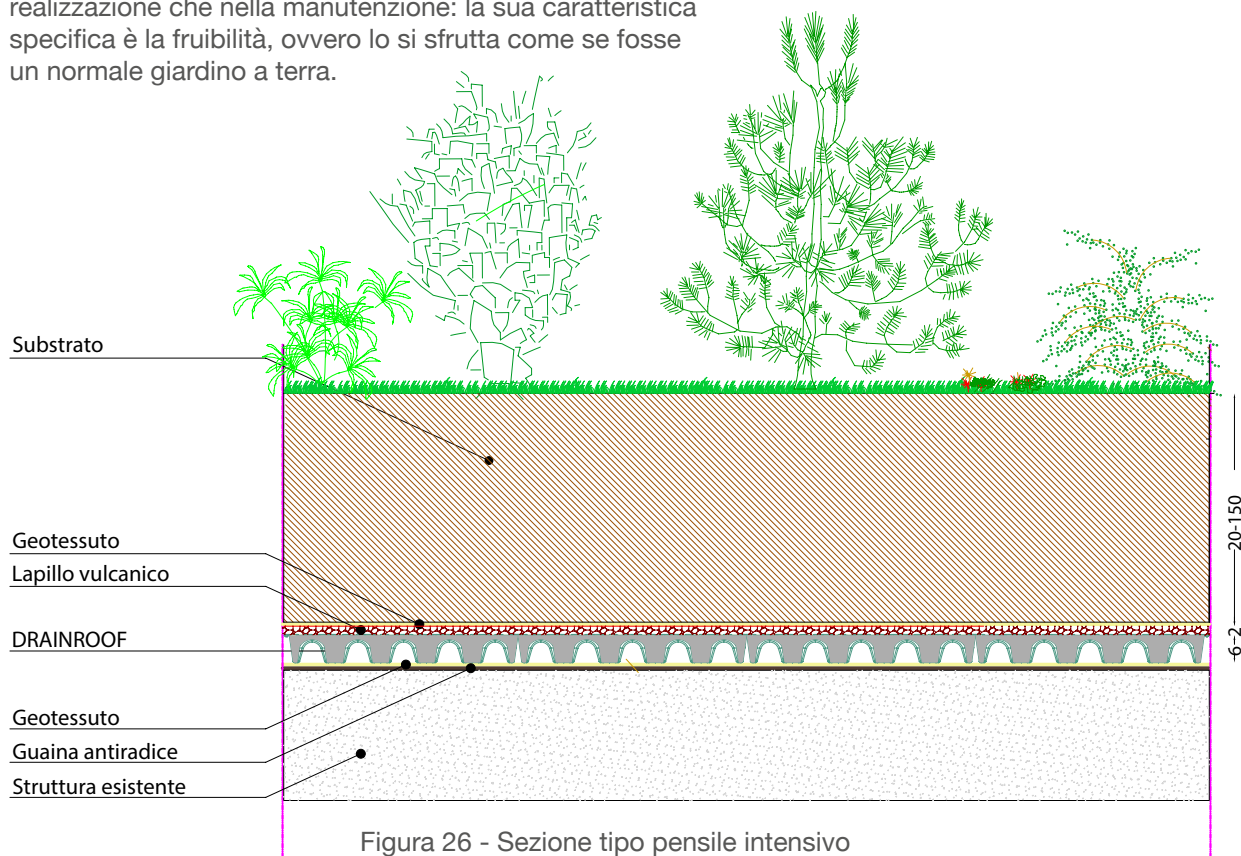 realizzazione che nella manutenzione: la sua caratteristica
specifica è la fruibilità, ovvero lo si sfrutta come se fosse
un normale giardino a terra.
Substrato
Geotessuto
Lapillo vulcanico
DRAINROOF
Geotessuto
Guaina antiradice
Struttura esistente
20-150
2
6
Figura 26 - Sezione tipo pensile intensivo